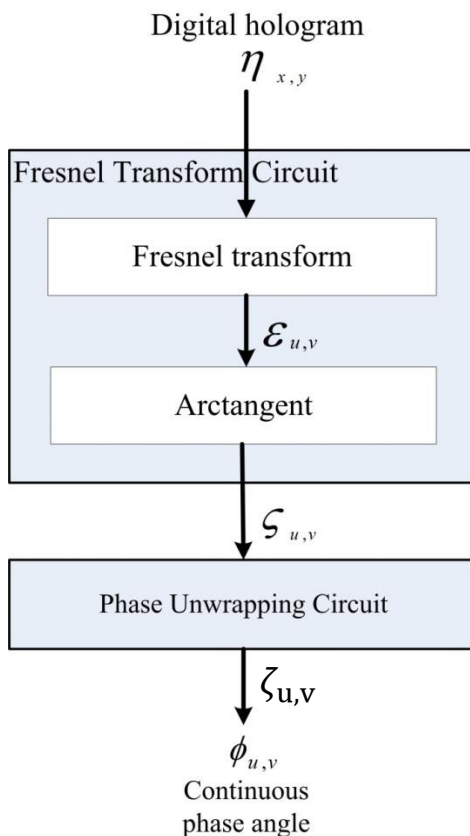 Digital hologram
η x,y
Fresnel Transform Circuit
Fresnel transform
ε u,v
Arctangent
ς u,v
Phase Unwrapping Circuit
ζu,v
ϕ u,v
Continuous
phase angle